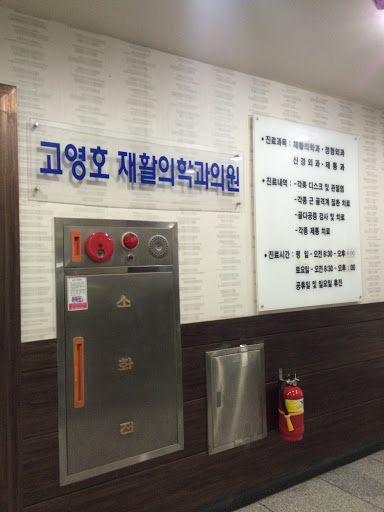 고영호 재활의학과의원
•진료과목 : 재활의학과 • 정형외과
신경외과 • 재통과
•진료내역 : -각종 디스크 및 관절염
-각종 근 골격계 질환 치료
-골다공증 검사 및 치료
-각종 재통 치료
•진료시간 : 평 일 - 오전 8:30 - 오후
토요일 - 오전 8:30 - 오후 :00
공휴일 및 일요일 휴진
소
화
전